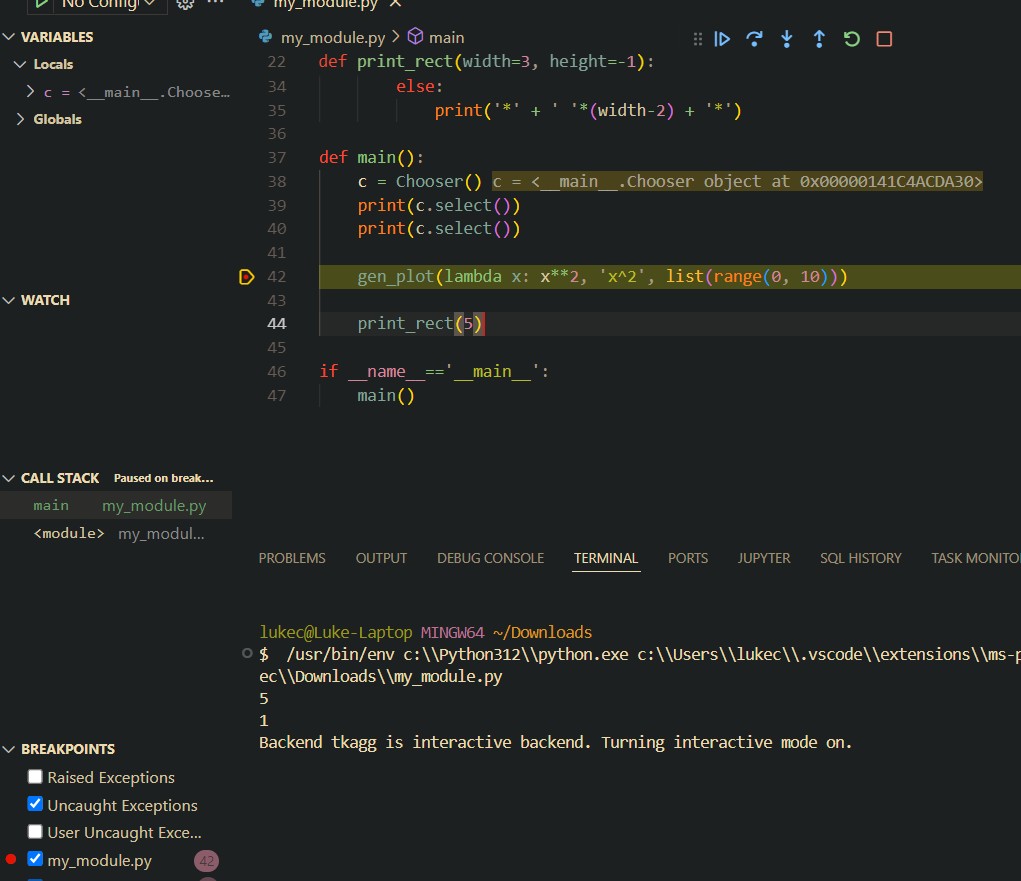 No Config
my_module.py
VARIABLES
Locals
c = <__main__.Choose...
Globals
WATCH
CALL STACK Paused on break...
main my_module.py
<module> my_modul...
BREAKPOINTS
Raised Exceptions
Uncaught Exceptions
User Uncaught Exce...
my_module.py 42
my_module.py > main
22 def print_rect(width=3, height=-1):
34 else:
35 print('*' + ' '*(width-2) + '*')
36
37 def main():
38 c = Chooser() c = <__main__.Chooser object at 0x00000141C4ACDA30>
39 print(c.select())
40 print(c.select())
41
42 gen_plot(lambda x: x**2, 'x^2', list(range(0, 10)))
43
44 print_rect(5)
45
46 if __name__=='__main__':
47 main()
PROBLEMS OUTPUT DEBUG CONSOLE TERMINAL PORTS JUPYTER SQL HISTORY TASK MONITO
lukec@Luke-Laptop MINGW64 ~/Downloads
$ /usr/bin/env c:\\Python312\\python.exe c:\\Users\\lukec\\.vscode\\extensions\\ms-p
ec\\Downloads\\my_module.py
5
1
Backend tkagg is interactive backend. Turning interactive mode on.